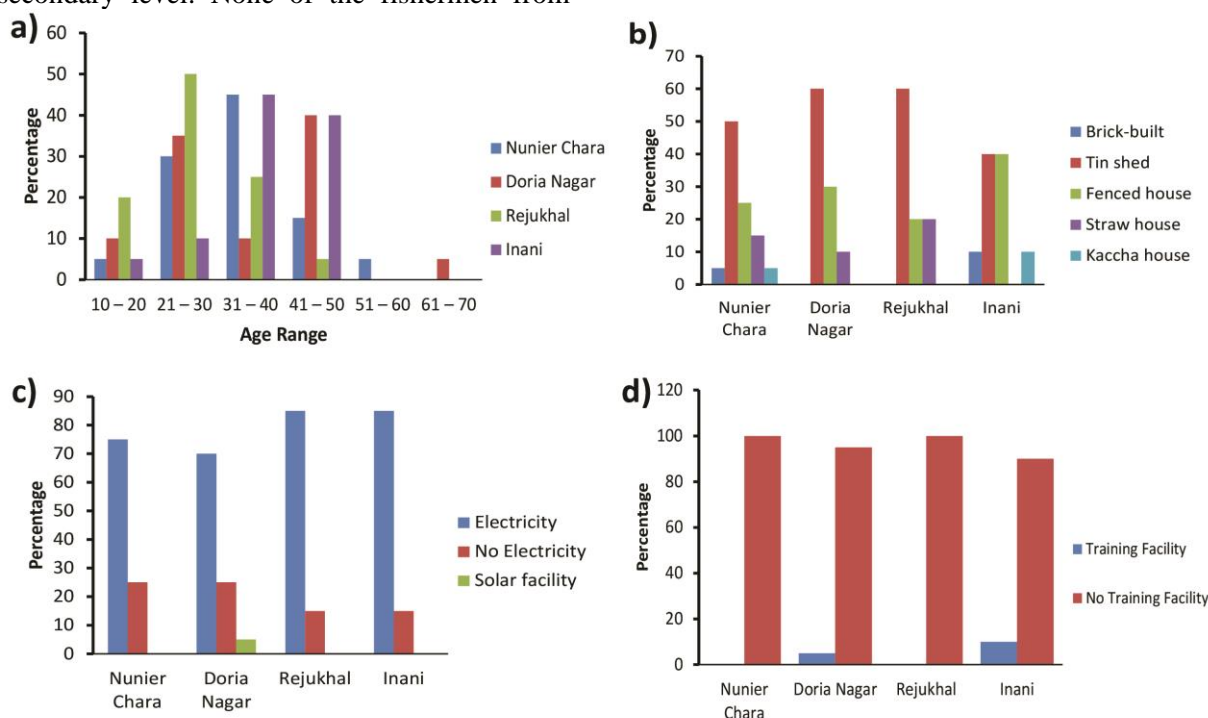 secondary level. None of the fishermen from
a)
60
50
40
30
20
10
0
Percentage
10 – 20 21 – 30 31 – 40 41 – 50 51 – 60 61 – 70
Age Range
Nunier Chara
Doria Nagar
Rejukhal
Inani
b)
70
60
50
40
30
20
10
0
Percentage
Nunier Chara
Doria Nagar
Rejukhal
Inani
Brick-built
Tin shed
Fenced house
Straw house
Kaccha house
c)
90
80
70
60
50
40
30
20
10
0
Percentage
Nunier Chara
Doria Nagar
Rejukhal
Inani
Electricity
No Electricity
Solar facility
d)
120
100
80
60
40
20
0
Percentage
Nunier Chara
Doria Nagar
Rejukhal
Inani
Training Facility
No Training Facility